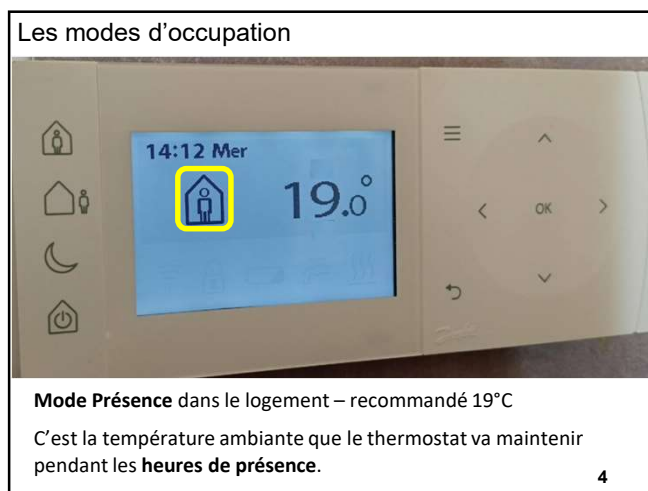 Les modes d’occupation
14:12 Mer
19.0°
OK
Mode Présence dans le logement – recommandé 19°C
C’est la température ambiante que le thermostat va maintenir
pendant les heures de présence.
4